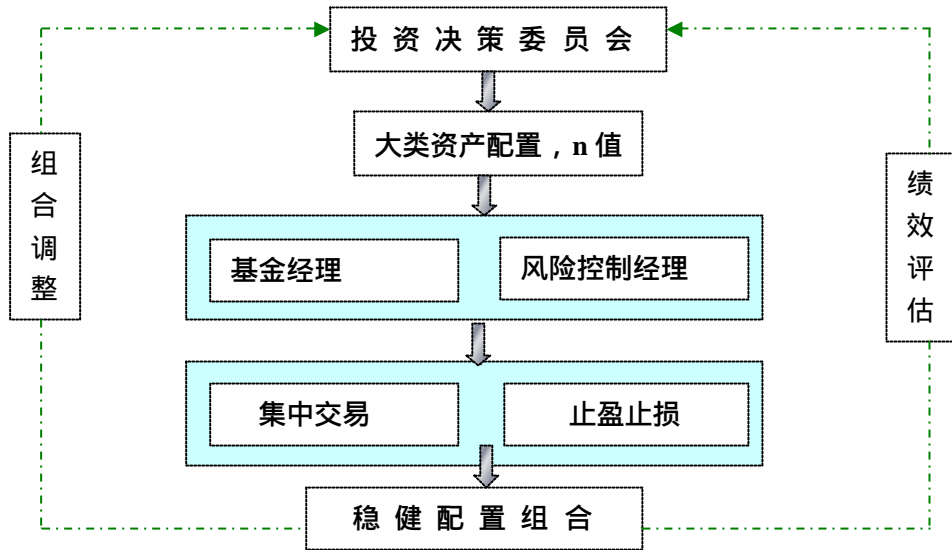 投资决策委员会
大类资产配置，n 值
组合调整
绩效评估
基金经理
风险控制经理
集中交易
止盈止损
稳健配置组合